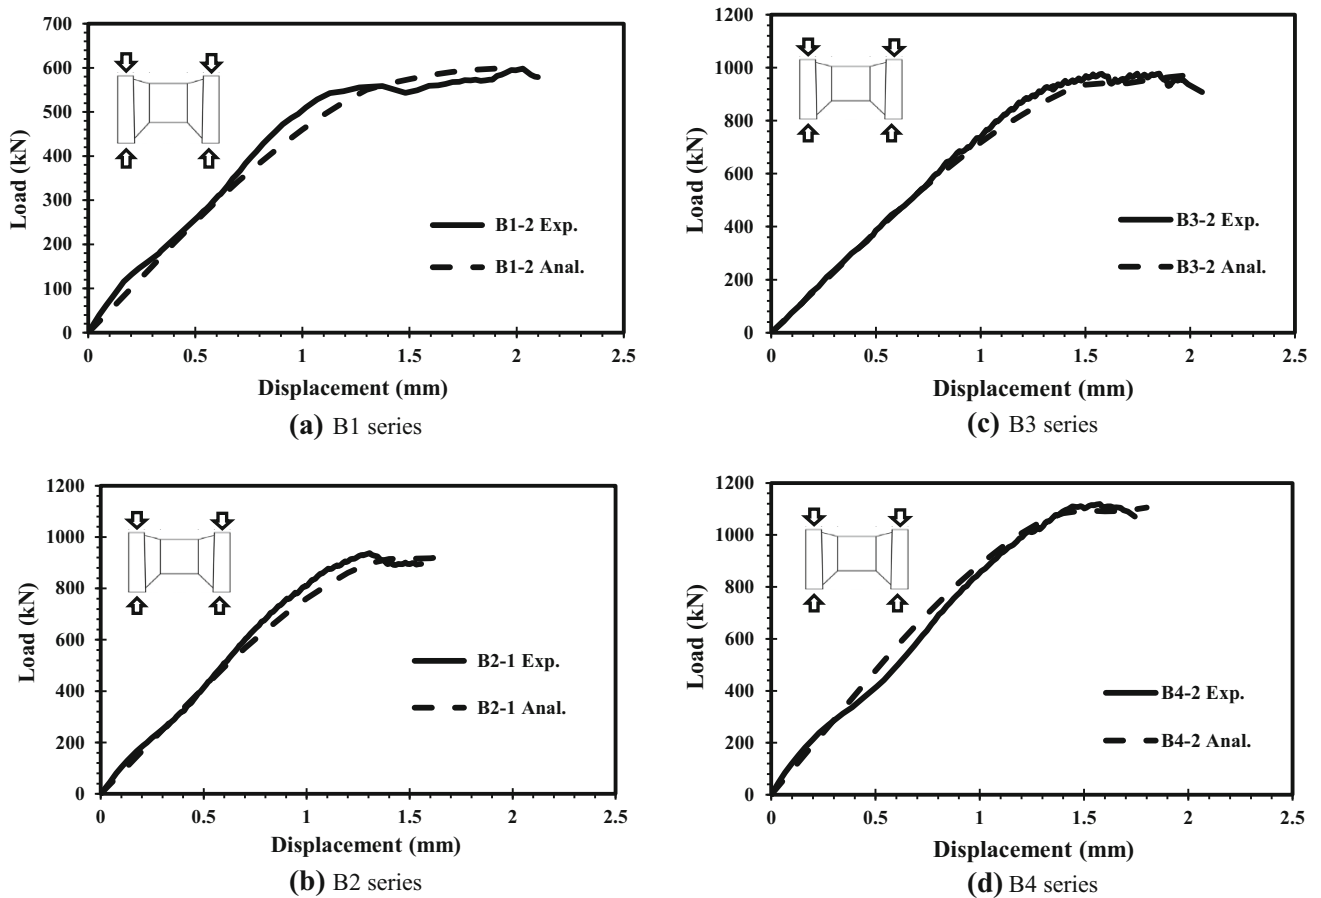 700
600
500
400
300
200
100
0
Load (kN)
B1-2 Exp.
B1-2 Anal.
0 0.5 1 1.5 2 2.5
Displacement (mm)
(a) B1 series
1200
1000
800
600
400
200
0
Load (kN)
B3-2 Exp.
B3-2 Anal.
0 0.5 1 1.5 2 2.5
Displacement (mm)
(c) B3 series
1200
1000
800
600
400
200
0
Load (kN)
B2-1 Exp.
B2-1 Anal.
0 0.5 1 1.5 2 2.5
Displacement (mm)
(b) B2 series
1200
1000
800
600
400
200
0
Load (kN)
B4-2 Exp.
B4-2 Anal.
0 0.5 1 1.5 2 2.5
Displacement (mm)
(d) B4 series